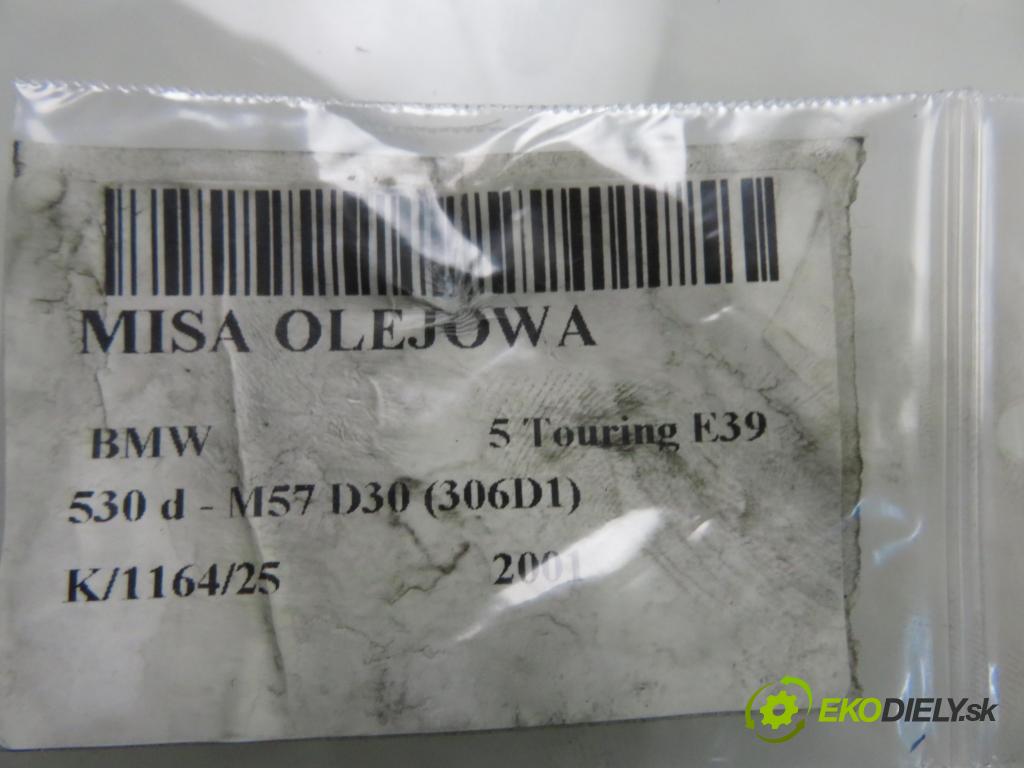 MISA OLEJOWA
BMW 5 Touring E39
530 d - M57 D30 (306D1)
K/1164/25 2001
EKODIELY.sk